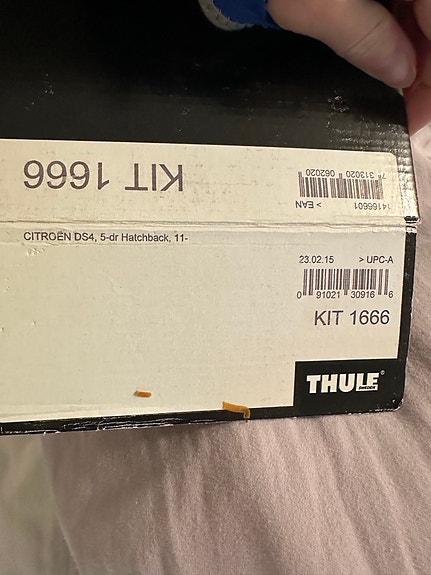 KIT 1666
14166601
> EAN
7 313020 062020
CITROËN DS4, 5-dr Hatchback, 11-
23.02.15 > UPC-A
0 91021 30916 6
KIT 1666
THULE®
SWEDEN